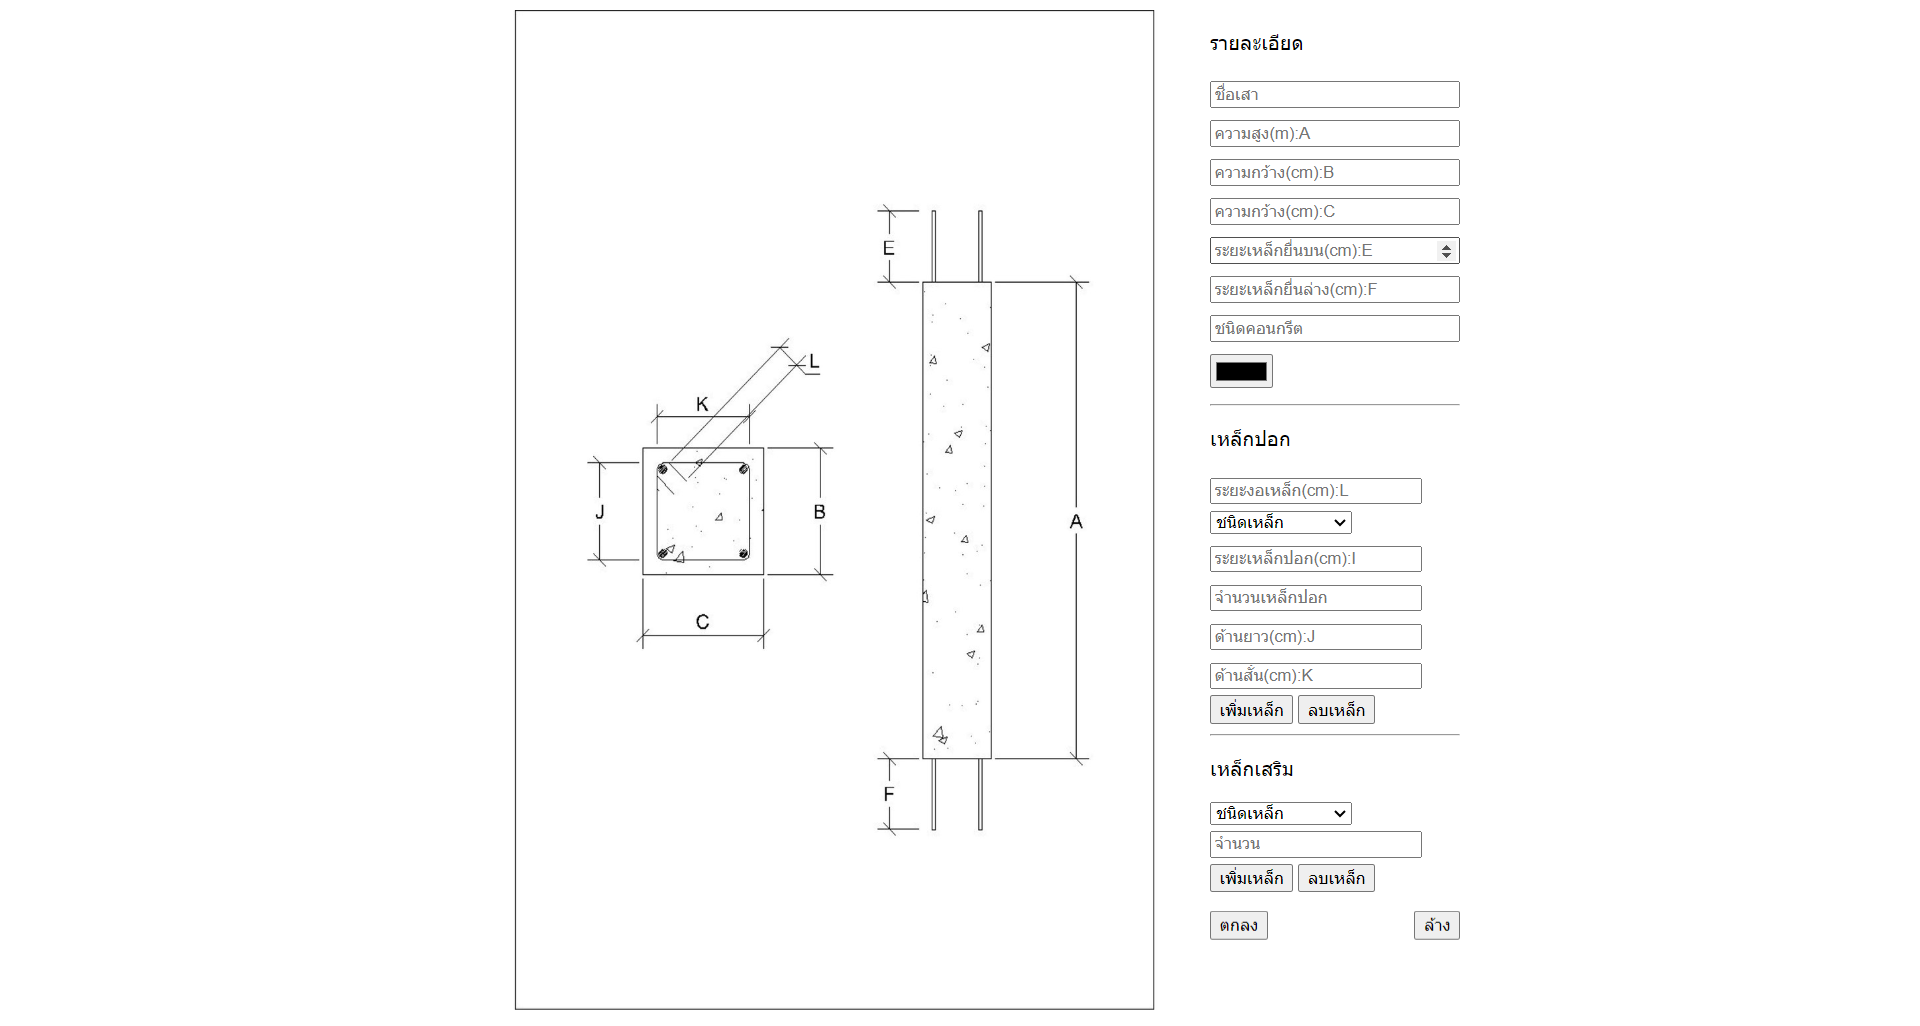 E
L
K
J
B
A
C
F
รายละเอียด
ชื่อเสา
ความสูง(m):A
ความกว้าง(cm):B
ความกว้าง(cm):C
ระยะเหล็กยื่นบน(cm):E
ระยะเหล็กยื่นล่าง(cm):F
ชนิดคอนกรีต
เหล็กปอก
ระยะงอเหล็ก(cm):L
ชนิดเหล็ก
ระยะเหล็กปอก(cm):I
จำนวนเหล็กปอก
ด้านยาว(cm):J
ด้านสั้น(cm):K
เพิ่มเหล็ก ลบเหล็ก
เหล็กเสริม
ชนิดเหล็ก
จำนวน
เพิ่มเหล็ก ลบเหล็ก
ตกลง ล้าง